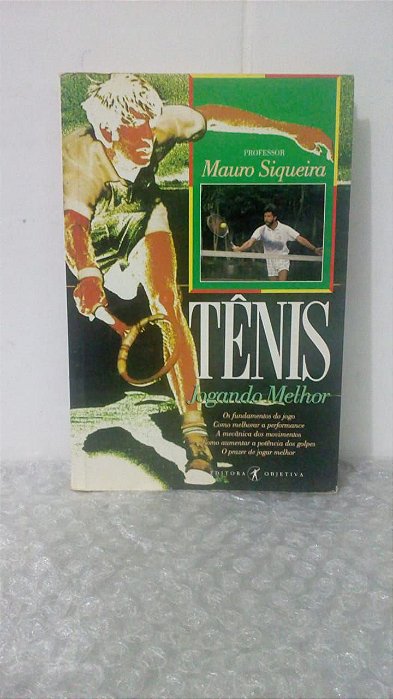 PROFESSOR
Mauro Siqueira
TÊNIS
Jogando Melhor
Os fundamentos do jogo
Como melhorar a performance
A mecânica dos movimentos
Como aumentar a potência dos golpes
O prazer de jogar melhor
EDITORA OBJETIVA